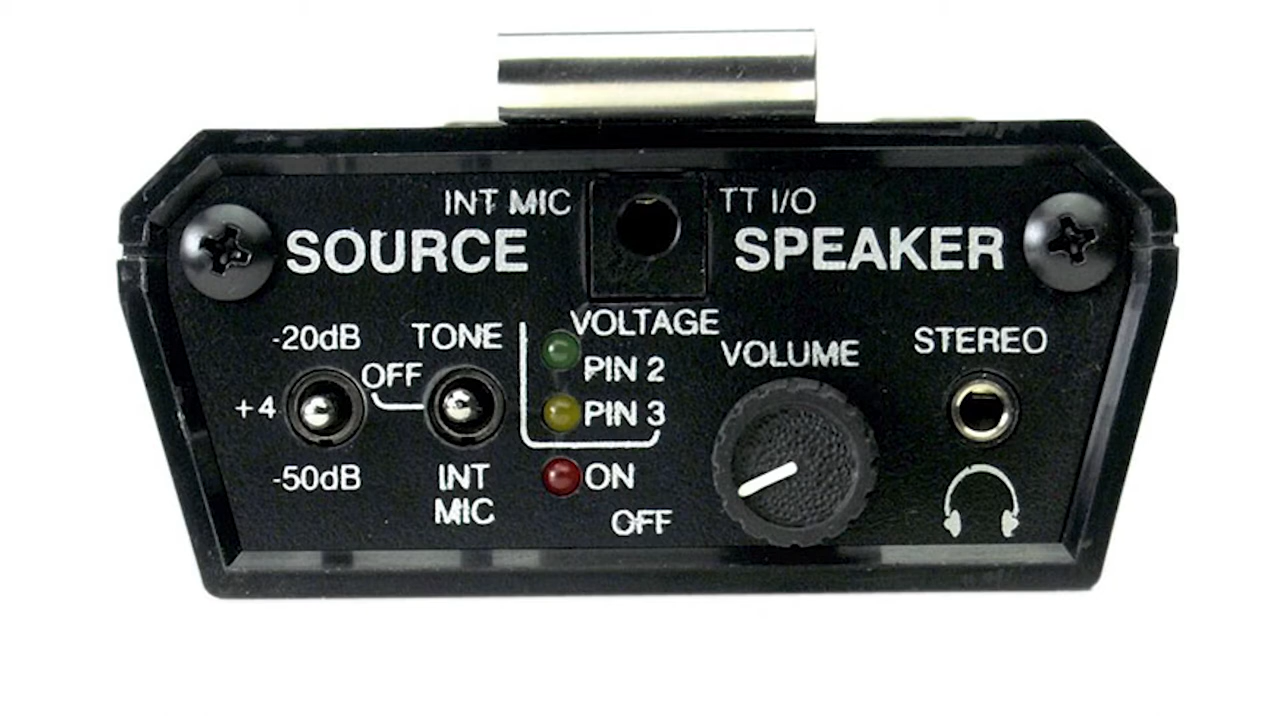 INT MIC
TT I/O
SOURCE
SPEAKER
-20dB
TONE
VOLTAGE
VOLUME
STEREO
OFF
PIN 2
+4
PIN 3
-50dB
INT
MIC
ON
OFF